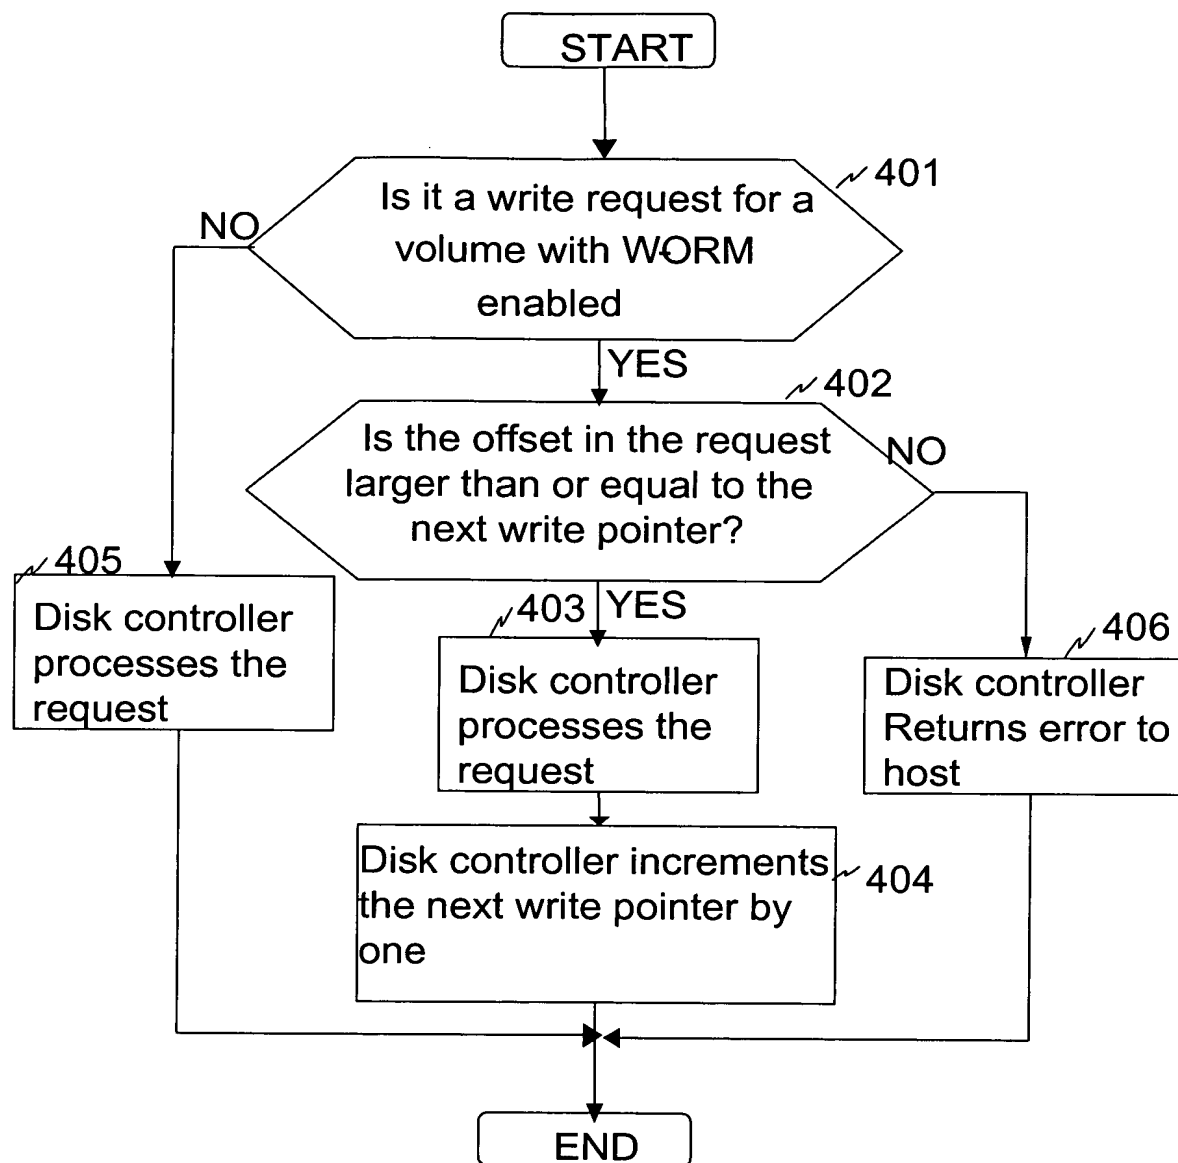 START
401
Is it a write request for a
volume with WORM
enabled
NO
YES
402
Is the offset in the request
larger than or equal to the
next write pointer?
NO
YES
405
Disk controller
processes the
request
403
Disk controller
processes the
request
406
Disk controller
Returns error to
host
Disk controller increments
the next write pointer by
one
404
END